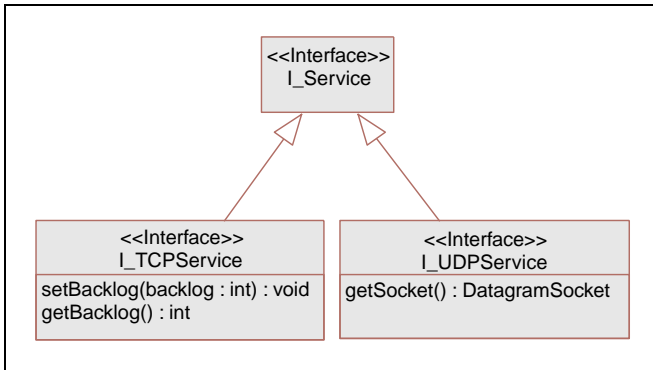 <<Interface>>
I_Service
<<Interface>>
I_TCPService
setBacklog(backlog : int) : void
getBacklog() : int
<<Interface>>
I_UDPService
getSocket() : DatagramSocket